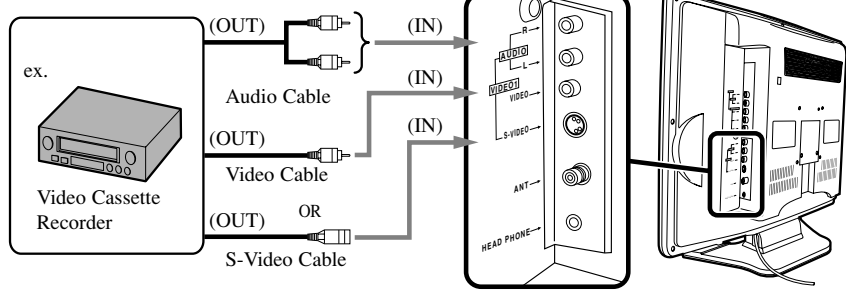 ex.
Video Cassette
Recorder
(OUT)
Audio Cable
(IN)
(OUT)
Video Cable
(IN)
(OUT)
OR
S-Video Cable
(IN)
R
AUDIO
L
VIDEO1
VIDEO
S-VIDEO
ANT
HEAD PHONE